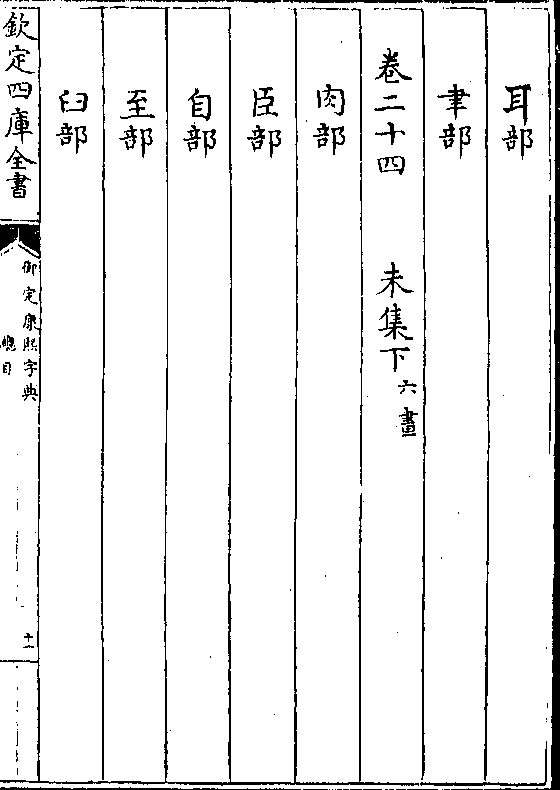 耳部
聿部
卷二十四　未集下六畫
肉部
臣部
自部
至部
臼部
欽定四庫全書
御定康熙字典
總目
十一